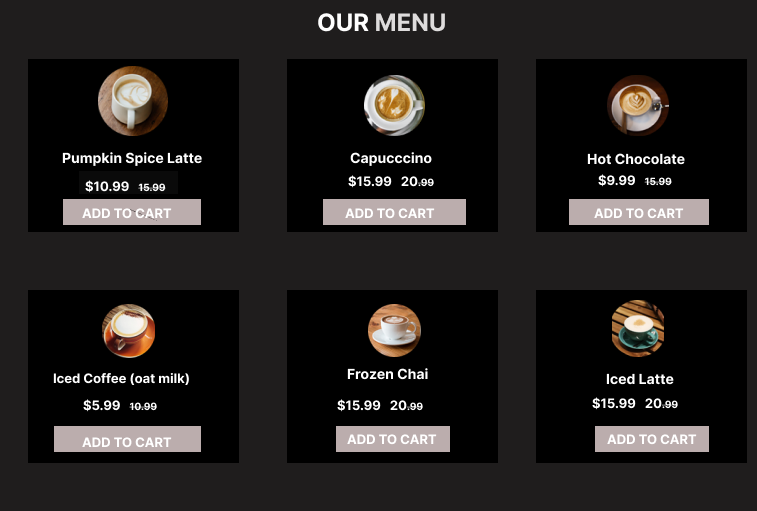 OUR MENU
Pumpkin Spice Latte
$10.99 15.99
ADD TO CART
Capucccino
$15.99 20.99
ADD TO CART
Hot Chocolate
$9.99 15.99
ADD TO CART
Iced Coffee (oat milk)
$5.99 10.99
ADD TO CART
Frozen Chai
$15.99 20.99
ADD TO CART
Iced Latte
$15.99 20.99
ADD TO CART